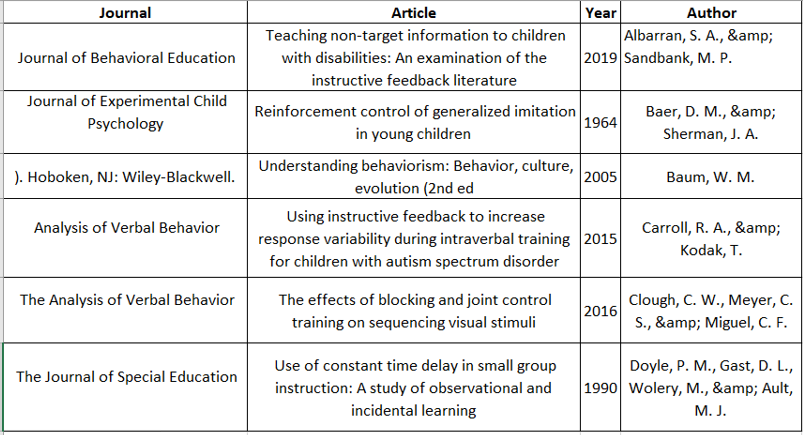 Journal Article Year Author
Journal of Behavioral Education
Teaching non-target information to children
with disabilities: An examination of the
instructive feedback literature
2019
Albarran, S. A., &amp;
Sandbank, M. P.
Journal of Experimental Child
Psychology
Reinforcement control of generalized imitation
in young children
1964
Baer, D. M., &amp;
Sherman, J. A.
). Hoboken, NJ: Wiley-Blackwell.
Understanding behaviorism: Behavior, culture,
evolution (2nd ed
2005
Baum, W. M.
Analysis of Verbal Behavior
Using instructive feedback to increase
response variability during intraverbal training
for children with autism spectrum disorder
2015
Carroll, R. A., &amp;
Kodak, T.
The Analysis of Verbal Behavior
The effects of blocking and joint control
training on sequencing visual stimuli
2016
Clough, C. W., Meyer, C.
S., &amp; Miguel, C. F.
The Journal of Special Education
Use of constant time delay in small group
instruction: A study of observational and
incidental learning
1990
Doyle, P. M., Gast, D. L.,
Wolery, M., &amp; Ault,
M. J.